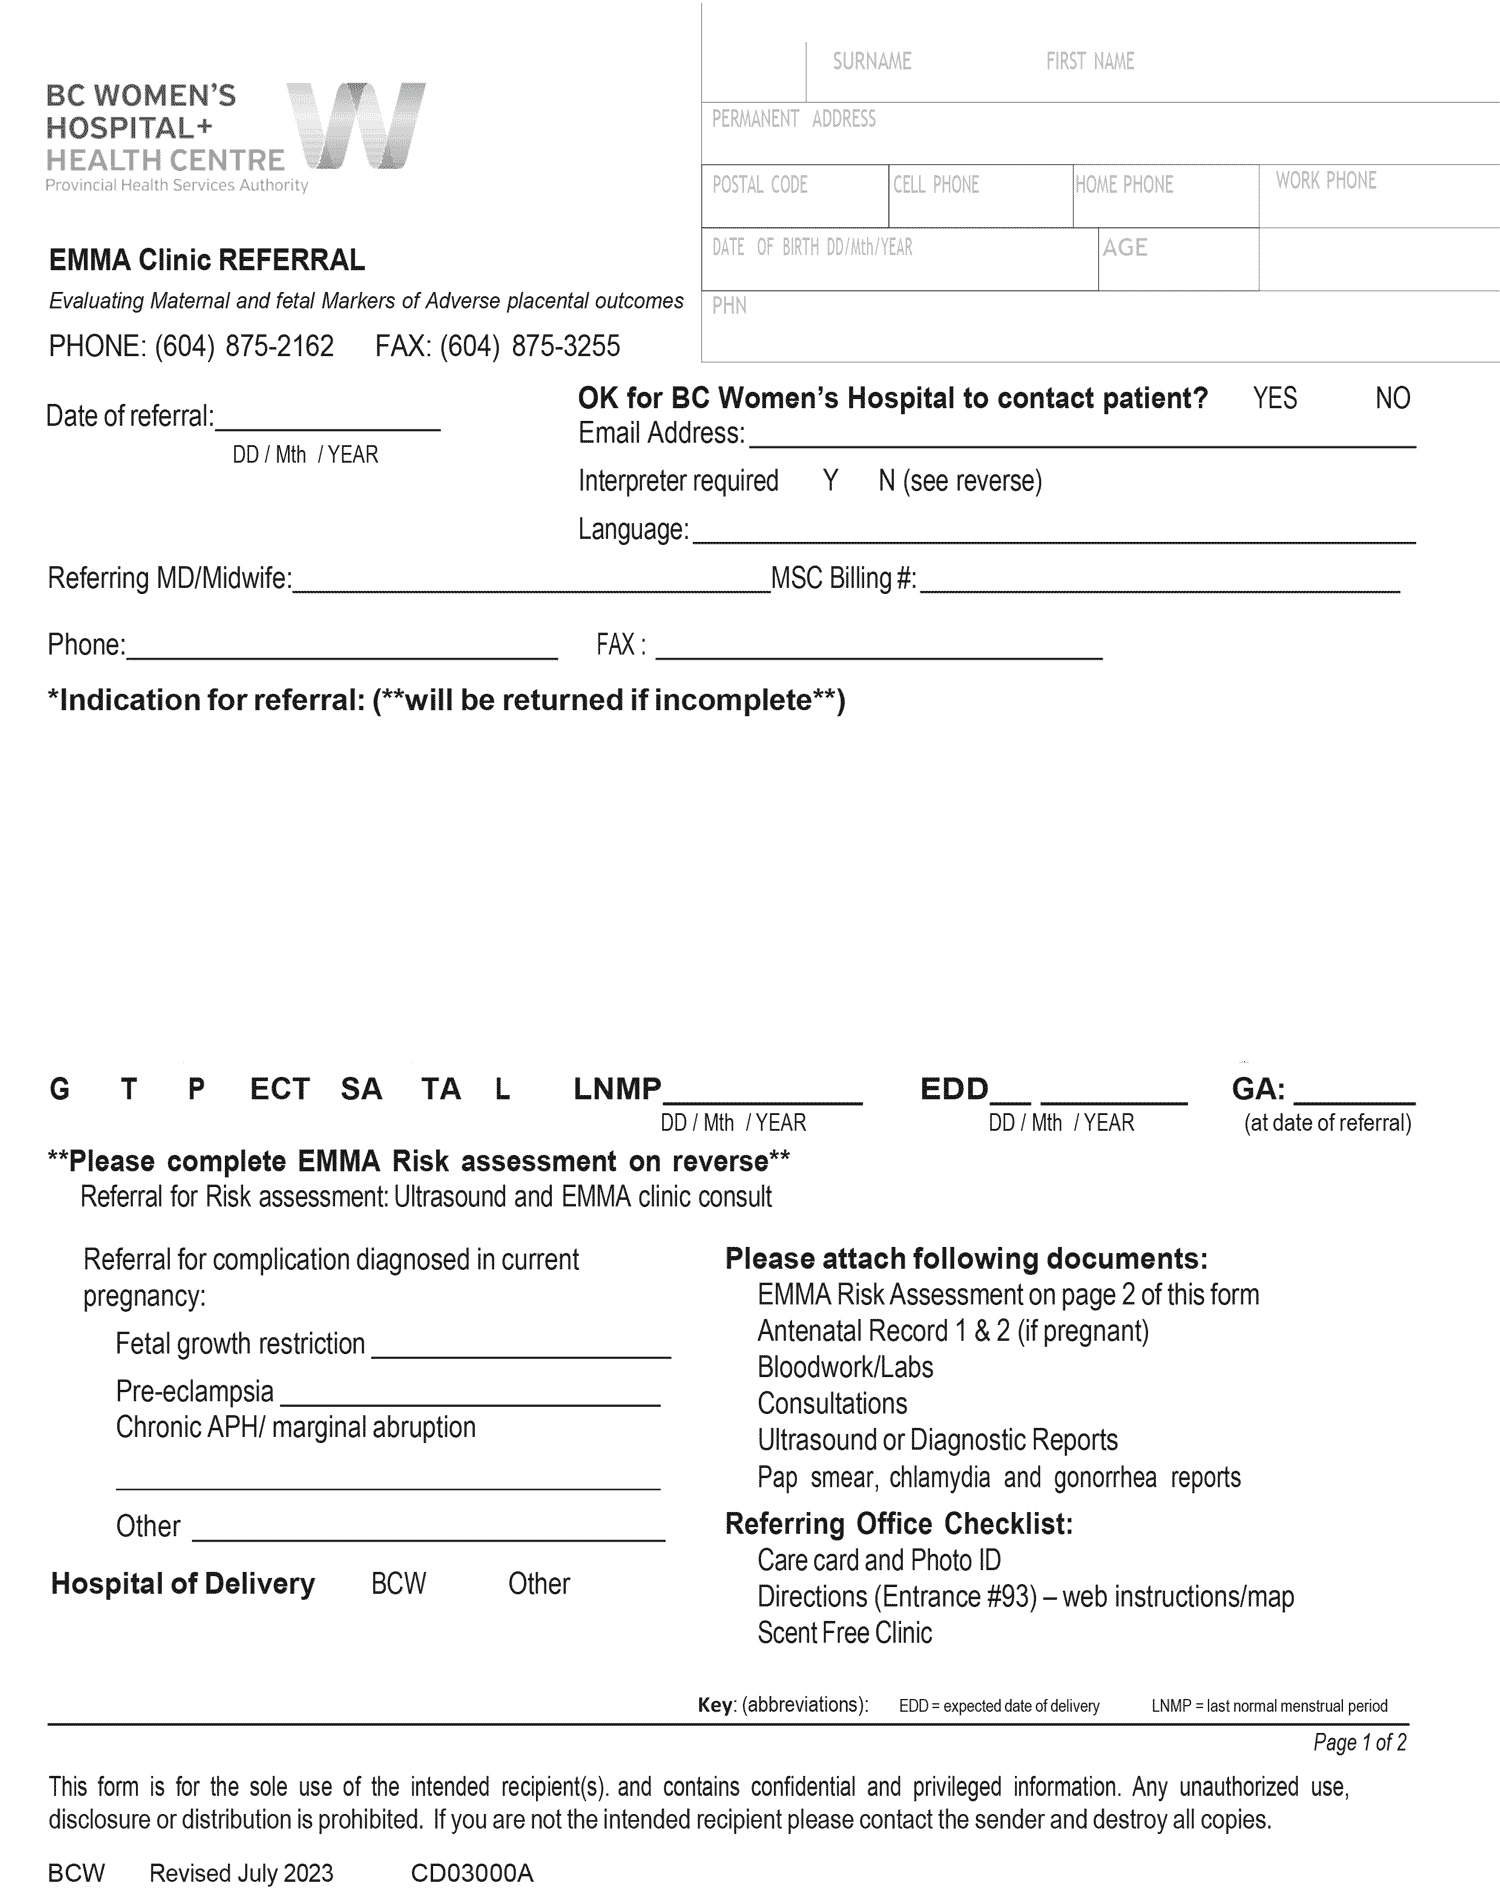 BC WOMEN'S
HOSPITAL+
HEALTH CENTRE
Provincial Health Services Authority
SURNAME FIRST NAME
PERMANENT ADDRESS
POSTAL CODE CELL PHONE HOME PHONE WORK PHONE
DATE OF BIRTH DD/Mth/YEAR AGE
PHN
EMMA Clinic REFERRAL
Evaluating Maternal and fetal Markers of Adverse placental outcomes
PHONE: (604) 875-2162 FAX: (604) 875-3255
Date of referral:
DD / Mth / YEAR
OK for BC Women's Hospital to contact patient? YES NO
Email Address:
Interpreter required Y N (see reverse)
Language:
Referring MD/Midwife: MSC Billing #:
Phone: FAX :
*Indication for referral: (**will be returned if incomplete**)
G T P ECT SA TA L LNMP EDD GA:
DD / Mth / YEAR DD / Mth / YEAR (at date of referral)
**Please complete EMMA Risk assessment on reverse**
Referral for Risk assessment: Ultrasound and EMMA clinic consult
Referral for complication diagnosed in current
pregnancy:
Fetal growth restriction
Pre-eclampsia
Chronic APH/ marginal abruption
Other
Hospital of Delivery BCW Other
Please attach following documents:
EMMA Risk Assessment on page 2 of this form
Antenatal Record 1 & 2 (if pregnant)
Bloodwork/Labs
Consultations
Ultrasound or Diagnostic Reports
Pap smear, chlamydia and gonorrhea reports
Referring Office Checklist:
Care card and Photo ID
Directions (Entrance #93) – web instructions/map
Scent Free Clinic
Key: (abbreviations): EDD = expected date of delivery LNMP = last normal menstrual period
Page 1 of 2
This form is for the sole use of the intended recipient(s). and contains confidential and privileged information. Any unauthorized use,
disclosure or distribution is prohibited. If you are not the intended recipient please contact the sender and destroy all copies.
BCW Revised July 2023 CD03000A